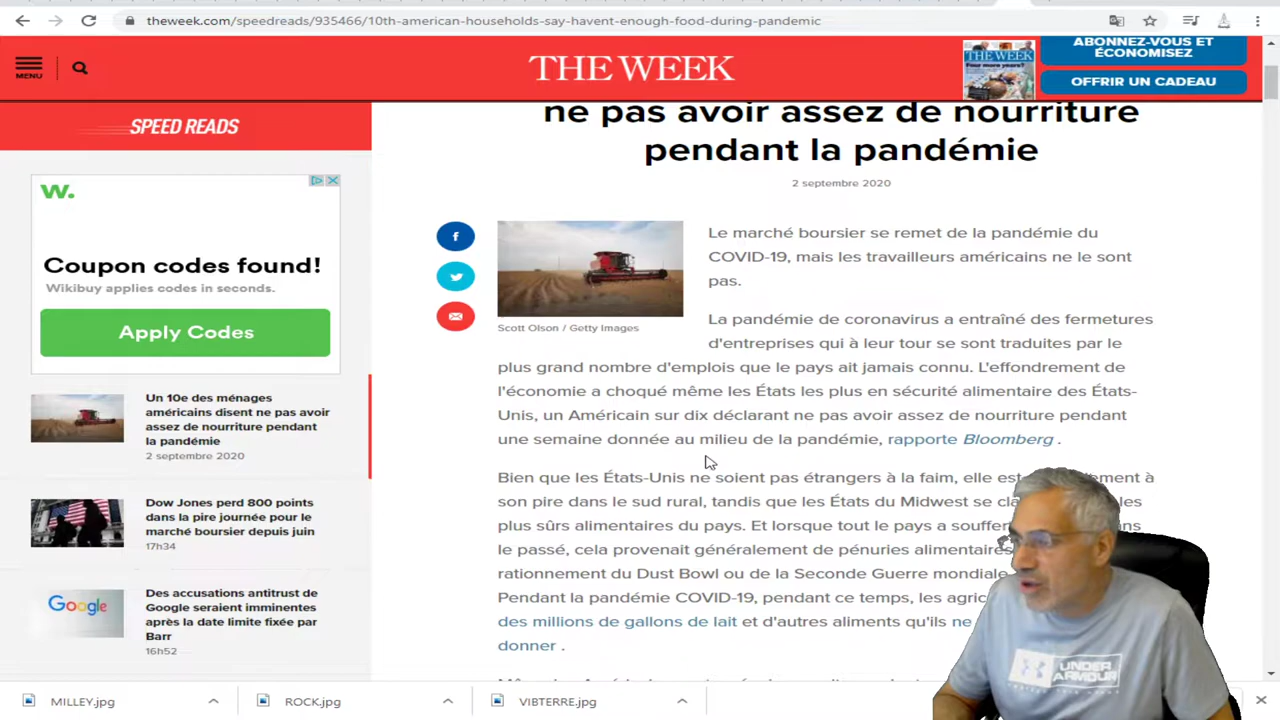 theweek.com/speedreads/935466/10th-american-households-say-havent-enough-food-during-pandemic
MENU
THE WEEK
THE WEEK
ABONNEZ-VOUS ET
ÉCONOMISEZ
OFFRIR UN CADEAU
SPEED READS
w.
Coupon codes found!
Wikibuy applies codes in seconds.
Apply Codes
Un 10e des ménages
américains disent ne pas avoir
assez de nourriture pendant
la pandémie
2 septembre 2020
Dow Jones perd 800 points
dans la pire journée pour le
marché boursier depuis juin
17h34
Google
Des accusations antitrust de
Google seraient imminentes
après la date limite fixée par
Barr
16h52
ne pas avoir assez de nourriture
pendant la pandémie
2 septembre 2020
Scott Olson / Getty Images
Le marché boursier se remet de la pandémie du
COVID-19, mais les travailleurs américains ne le sont
pas.
La pandémie de coronavirus a entraîné des fermetures
d'entreprises qui à leur tour se sont traduites par le
plus grand nombre d'emplois que le pays ait jamais connu. L'effondrement de
l'économie a choqué même les États les plus en sécurité alimentaire des États-
Unis, un Américain sur dix déclarant ne pas avoir assez de nourriture pendant
une semaine donnée au milieu de la pandémie, rapporte Bloomberg .
Bien que les États-Unis ne soient pas étrangers à la faim, elle est à
son pire dans le sud rural, tandis que les États du Midwest se les
plus sûrs alimentaires du pays. Et lorsque tout le pays a
le passé, cela provenait généralement de pénuries alimentaires
rationnement du Dust Bowl ou de la Seconde Guerre mondiale
Pendant la pandémie COVID-19, pendant ce temps, les
des millions de gallons de lait et d'autres aliments qu'ils ne
donner .
UNDER ARMOUR
MILLEY.jpg
ROCK.jpg
VIBTERRE.jpg